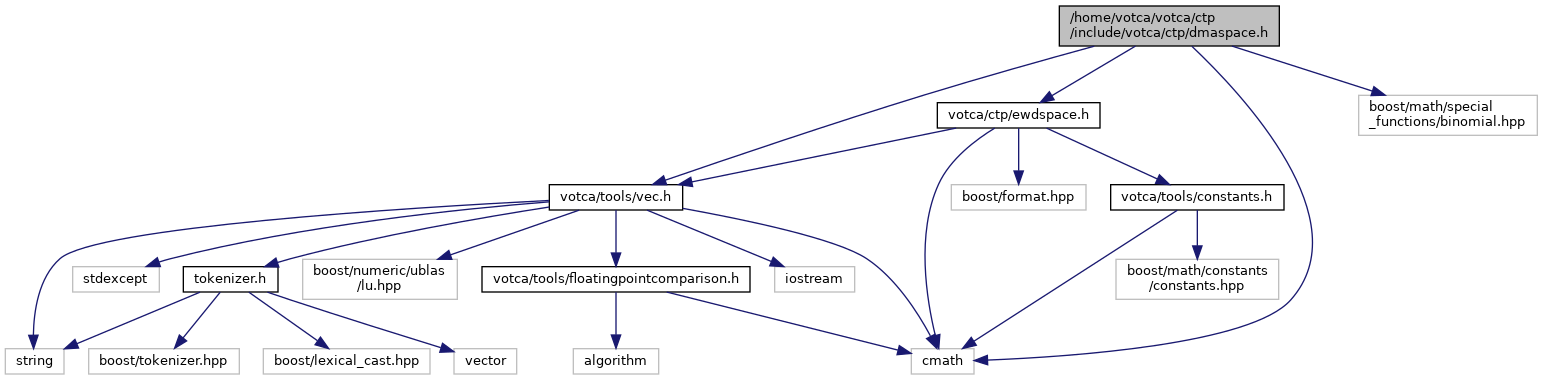 /home/votca/votca/ctp
/include/votca/ctp/dmaspace.h
votca/ctp/ewdspace.h
boost/math/special
_functions/binomial.hpp
votca/tools/vec.h
boost/format.hpp
votca/tools/constants.h
stdexcept
tokenizer.h
boost/numeric/ublas
/lu.hpp
votca/tools/floatingpointcomparison.h
iostream
boost/math/constants
/constants.hpp
string
boost/tokenizer.hpp
boost/lexical_cast.hpp
vector
algorithm
cmath